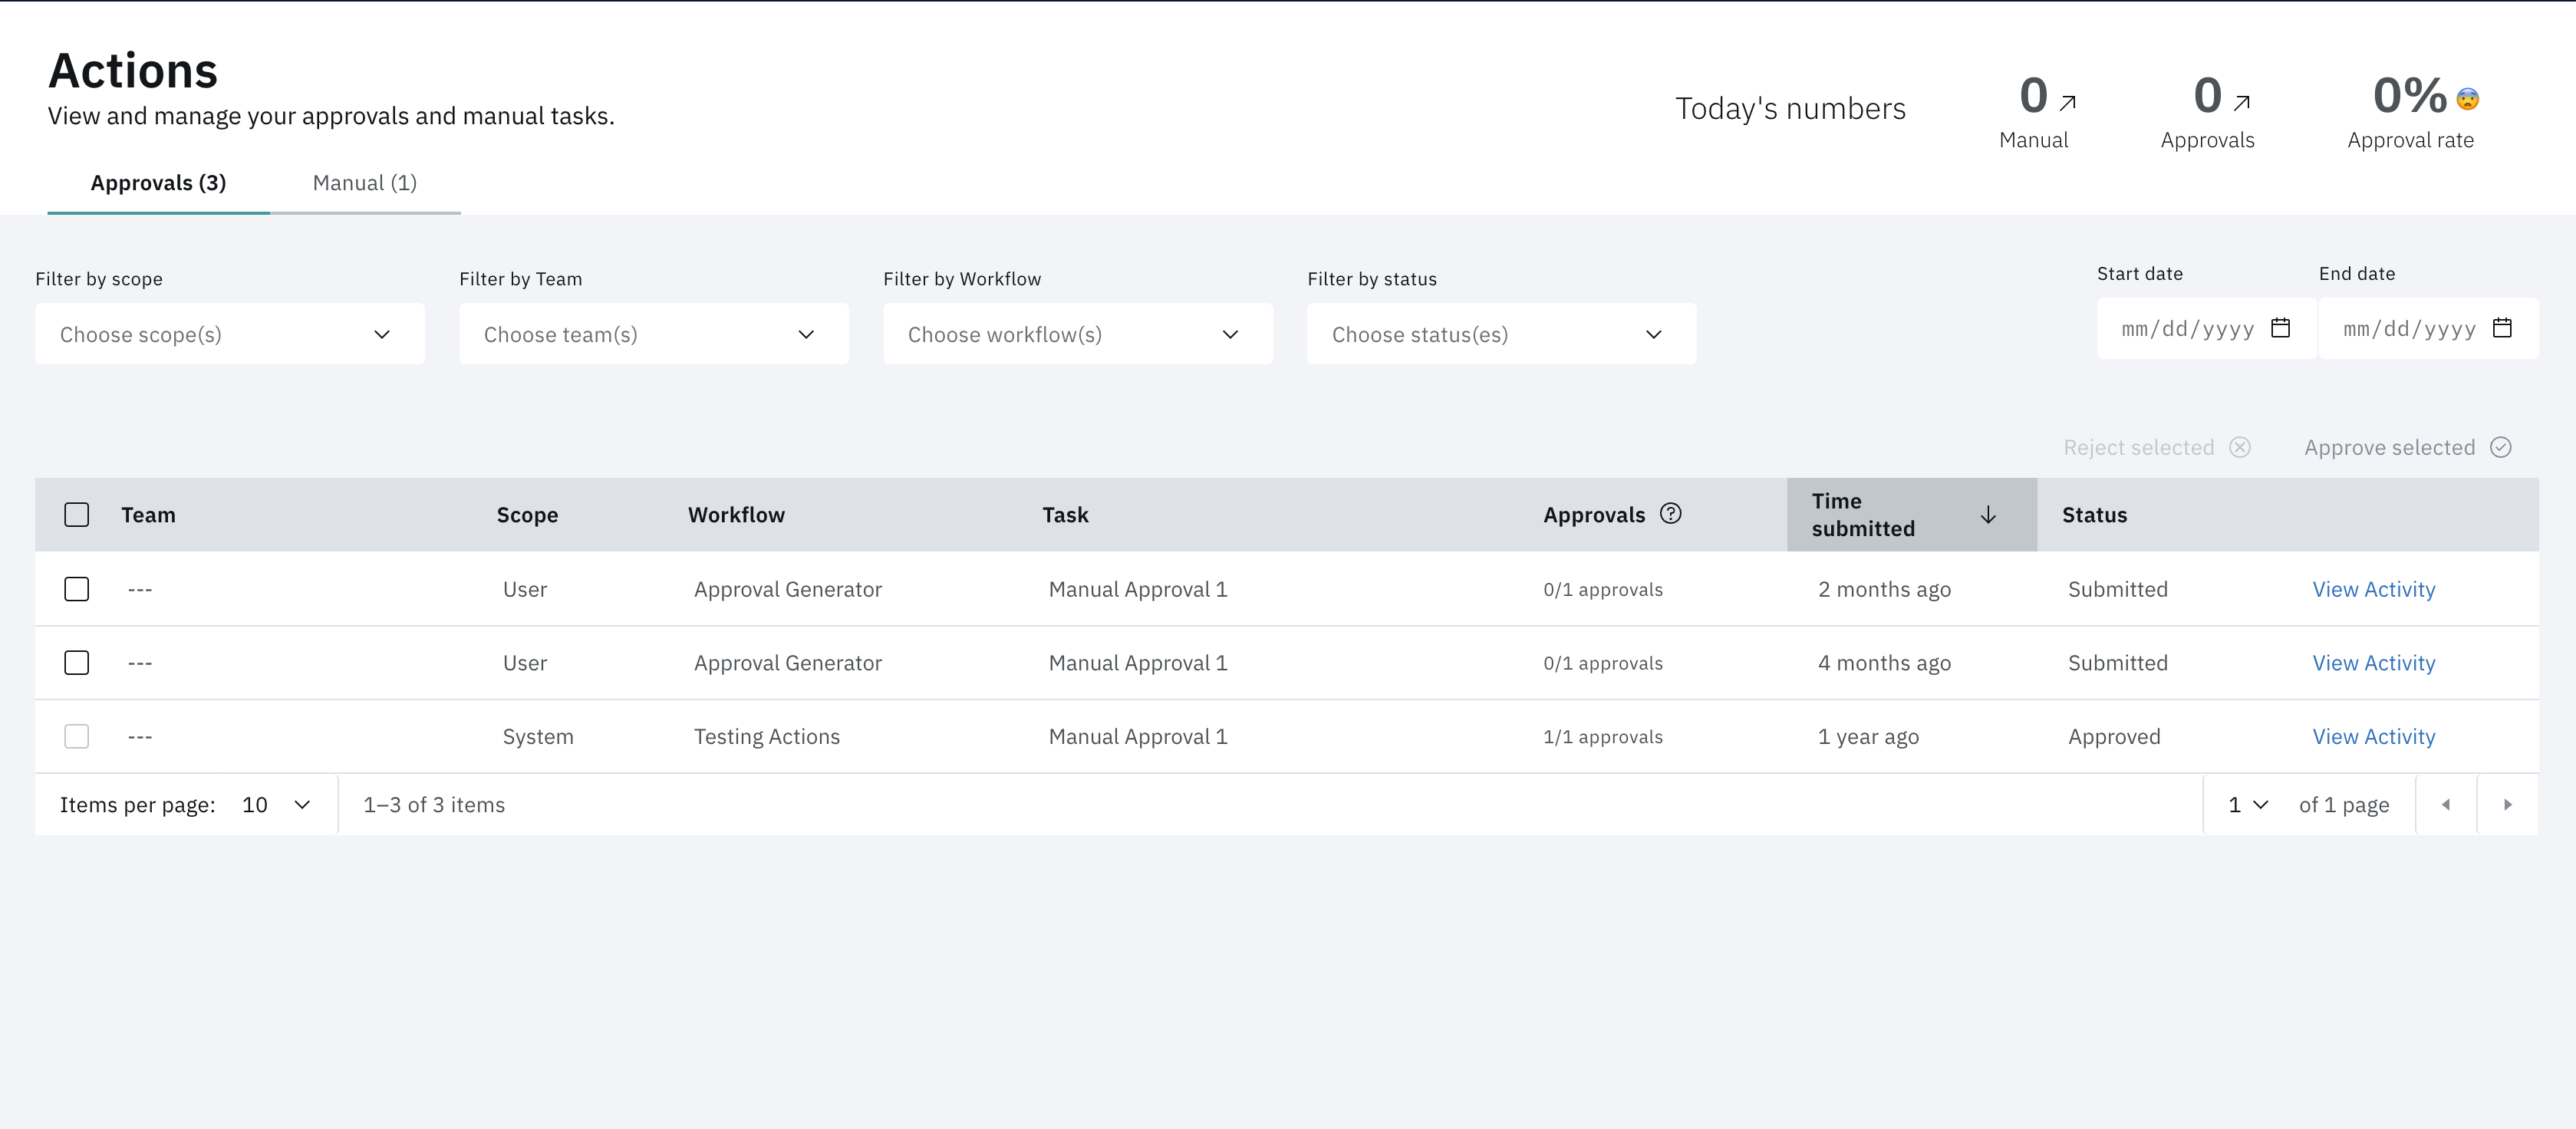 Actions
View and manage your approvals and manual tasks.
Today's numbers
0
Manual
0
Approvals
0%
Approval rate
Approvals (3)
Manual (1)
Filter by scope
Choose scope(s)
Filter by Team
Choose team(s)
Filter by Workflow
Choose workflow(s)
Filter by status
Choose status(es)
Start date
mm/dd/yyyy
End date
mm/dd/yyyy
Reject selected
Approve selected
Team Scope Workflow Task Approvals Time submitted Status
--- User Approval Generator Manual Approval 1 0/1 approvals 2 months ago Submitted View Activity
--- User Approval Generator Manual Approval 1 0/1 approvals 4 months ago Submitted View Activity
--- System Testing Actions Manual Approval 1 1/1 approvals 1 year ago Approved View Activity
Items per page: 10 1–3 of 3 items 1 of 1 page